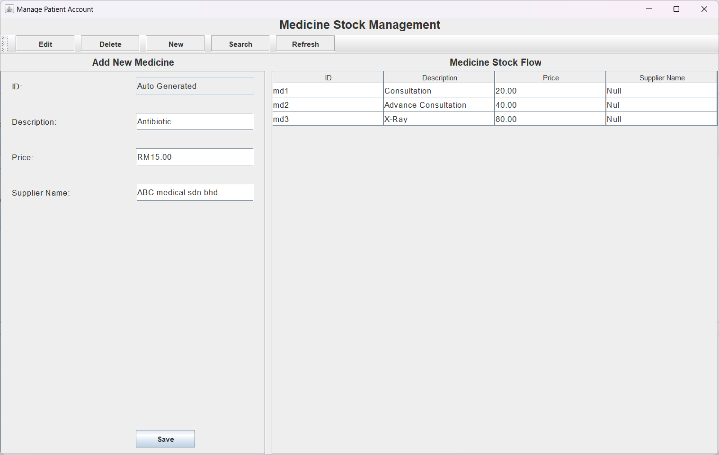 Manage Patient Account
Medicine Stock Management
Edit Delete New Search Refresh
Add New Medicine
ID: Auto Generated
Description: Antibiotic
Price: RM15.00
Supplier Name: ABC medical sdn bhd
Save
Medicine Stock Flow
ID Description Price Supplier Name
md1 Consultation 20.00 Null
md2 Advance Consultation 40.00 Nul
md3 X-Ray 80.00 Null